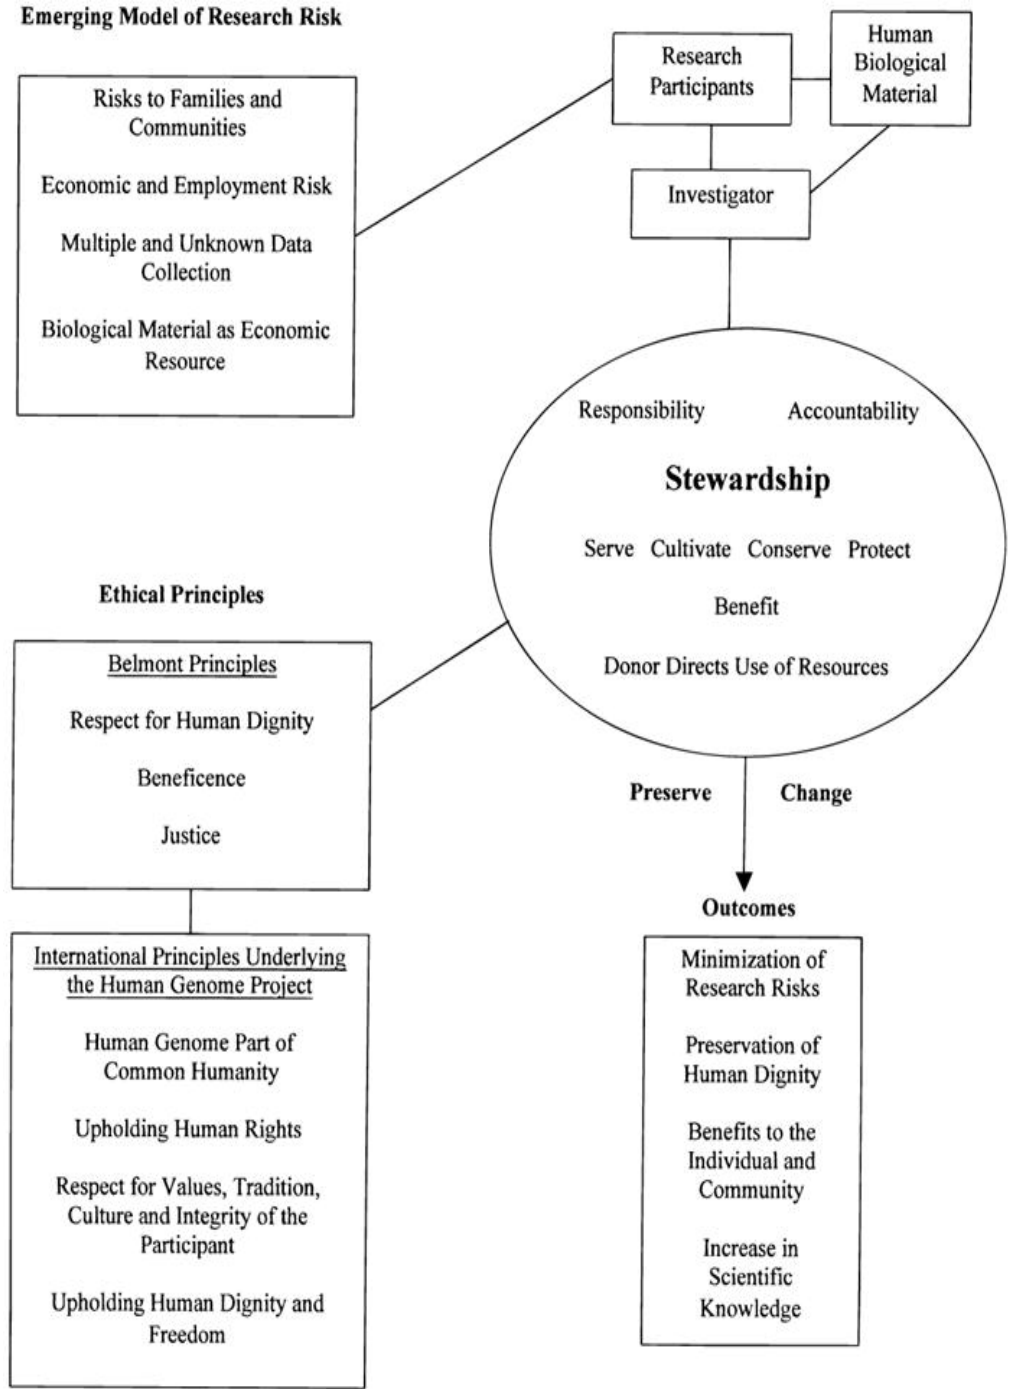 Emerging Model of Research Risk
Risks to Families and
Communities
Economic and Employment Risk
Multiple and Unknown Data
Collection
Biological Material as Economic
Resource
Research
Participants
Human
Biological
Material
Investigator
Responsibility Accountability
Stewardship
Serve Cultivate Conserve Protect
Benefit
Donor Directs Use of Resources
Ethical Principles
Belmont Principles
Respect for Human Dignity
Beneficence
Justice
International Principles Underlying
the Human Genome Project
Human Genome Part of
Common Humanity
Upholding Human Rights
Respect for Values, Tradition,
Culture and Integrity of the
Participant
Upholding Human Dignity and
Freedom
Preserve Change
Outcomes
Minimization of
Research Risks
Preservation of
Human Dignity
Benefits to the
Individual and
Community
Increase in
Scientific
Knowledge